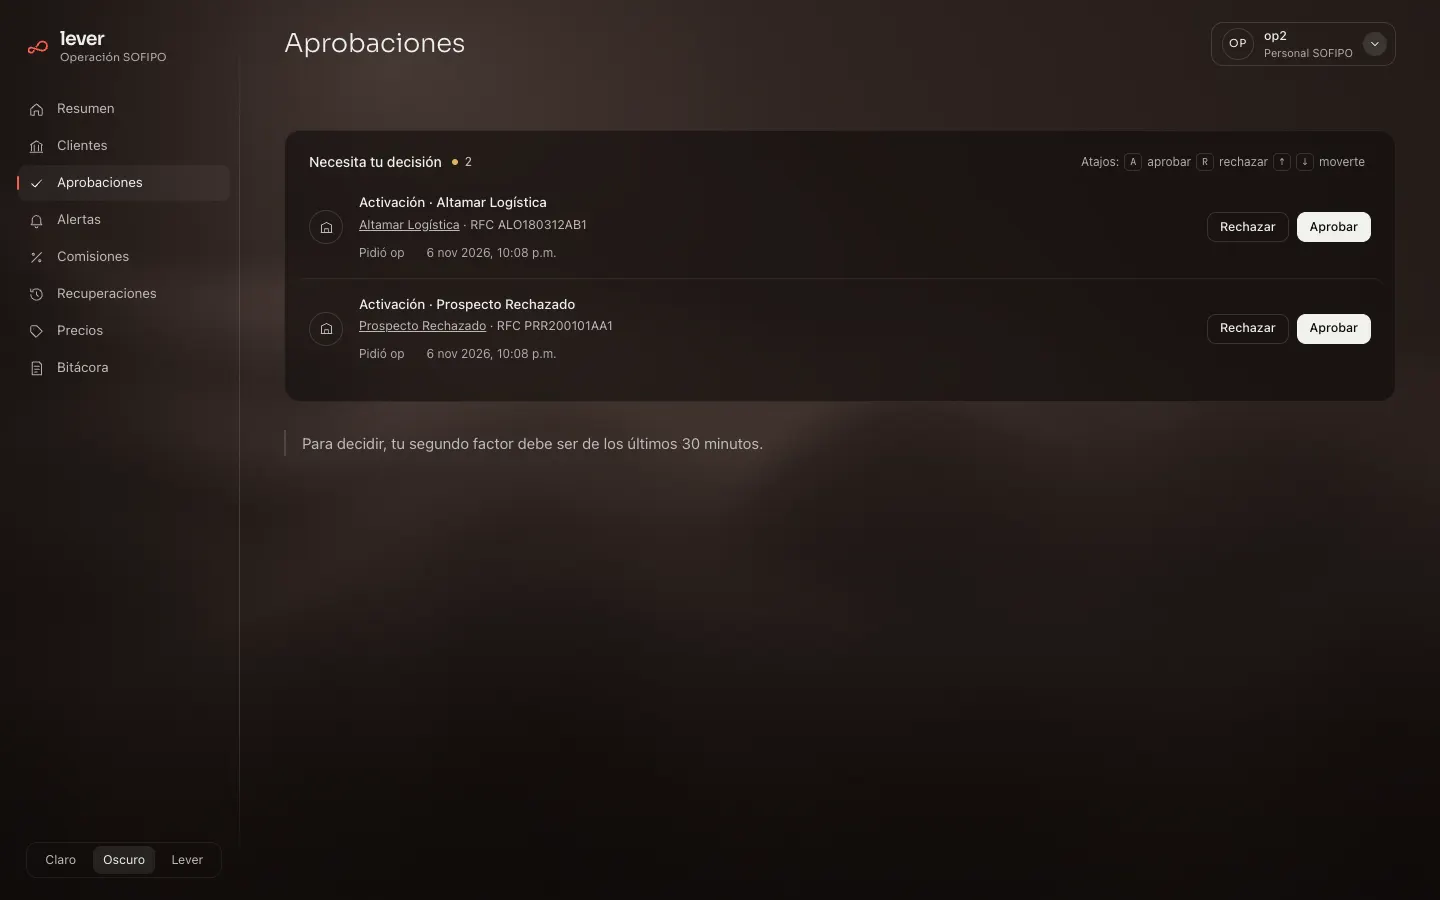 lever
Operación SOFIPO
Resumen
Clientes
Aprobaciones
Alertas
Comisiones
Recuperaciones
Precios
Bitácora
Claro Oscuro Lever
Aprobaciones
OP
op2
Personal SOFIPO
Necesita tu decisión 2
Atajos: A aprobar R rechazar ↑ ↓ moverte
Activación · Altamar Logística
Altamar Logística · RFC ALO180312AB1
Pidió op 6 nov 2026, 10:08 p.m.
Rechazar Aprobar
Activación · Prospecto Rechazado
Prospecto Rechazado · RFC PRR200101AA1
Pidió op 6 nov 2026, 10:08 p.m.
Rechazar Aprobar
Para decidir, tu segundo factor debe ser de los últimos 30 minutos.